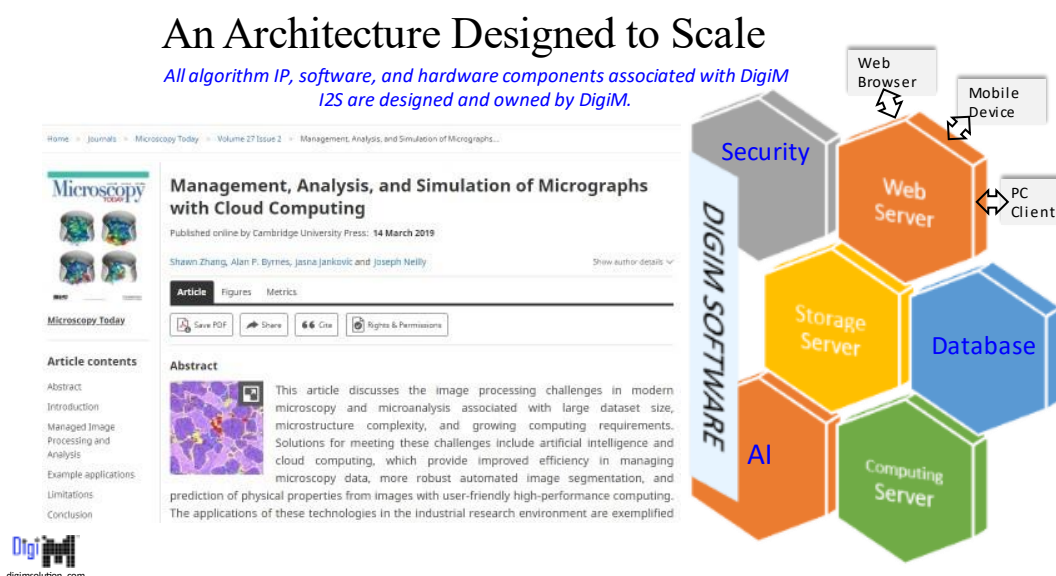 An Architecture Designed to Scale
All algorithm IP, software, and hardware components associated with DigiM
I2S are designed and owned by DigiM.
Home
Journals
Microscopy Today
Volume 27 Issue 2
Management, Analysis, and Simulation of Micrographs...
Microscopy
TODAY
Microscopy Today
Article contents
Abstract
Introduction
Managed Image
Processing and
Analysis
Example applications
Limitations
Conclusion
Management, Analysis, and Simulation of Micrographs
with Cloud Computing
Published online by Cambridge University Press: 14 March 2019
Shawn Zhang, Alan P. Byrnes, Jasna Jankovic and Joseph Neilly
Show author details
Article Figures Metrics
Save PDF
Share
Cite
Rights & Permissions
Abstract
This article discusses the image processing challenges in modern
microscopy and microanalysis associated with large dataset size,
microstructure complexity, and growing computing requirements.
Solutions for meeting these challenges include artificial intelligence and
cloud computing, which provide improved efficiency in managing
microscopy data, more robust automated image segmentation, and
prediction of physical properties from images with user-friendly high-performance computing.
The applications of these technologies in the industrial research environment are exemplified
Web
Browser
Mobile
Device
PC
Client
Security
Web
Server
DIGIM SOFTWARE
Storage
Server
Database
AI
Computing
Server
DigiM
digimsolution.com